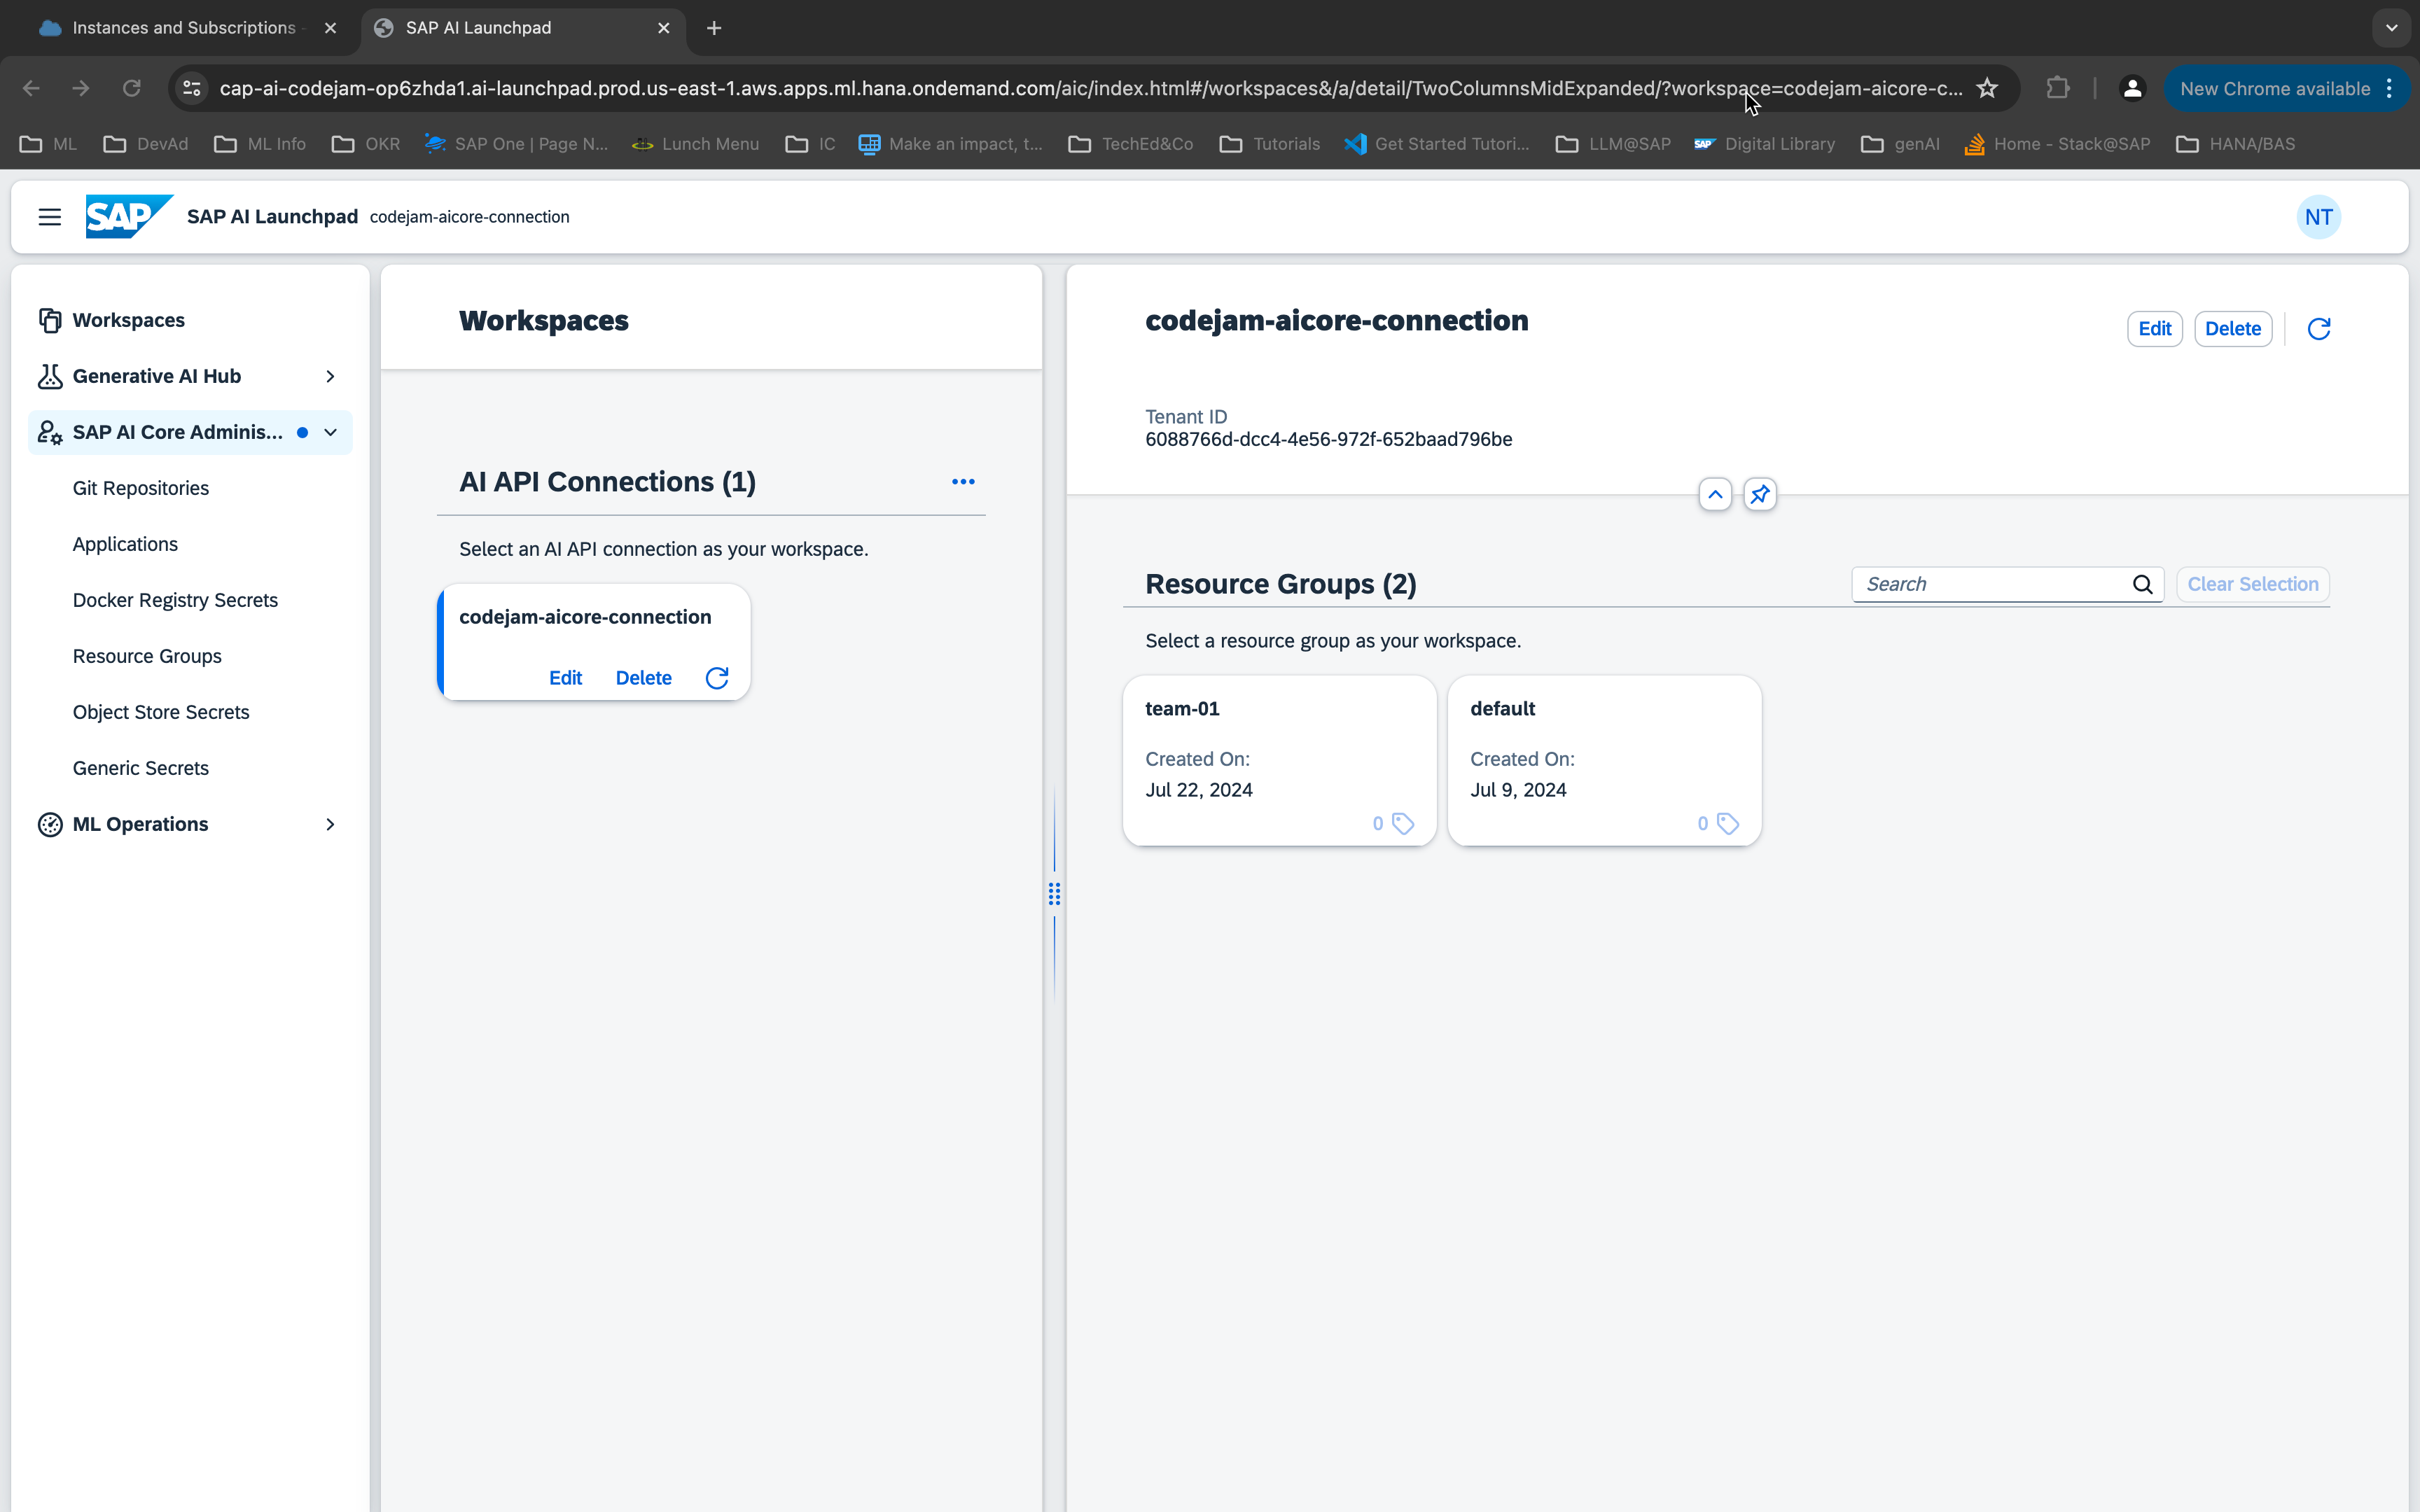 Instances and Subscriptions -
SAP AI Launchpad
cap-ai-codejam-op6zhda1.ai-launchpad.prod.us-east-1.aws.apps.ml.hana.ondemand.com/aic/index.html#/workspaces&/a/detail/TwoColumnsMidExpanded/?workspace=codejam-aicore-c...
New Chrome available
ML
DevAd
ML Info
OKR
SAP One | Page N...
Lunch Menu
IC
Make an impact, t...
TechEd&Co
Tutorials
Get Started Tutori...
LLM@SAP
SAP
Digital Library
genAI
Home - Stack@SAP
HANA/BAS
SAP
SAP AI Launchpad
codejam-aicore-connection
NT
Workspaces
Generative AI Hub
SAP AI Core Adminis...
Git Repositories
Applications
Docker Registry Secrets
Resource Groups
Object Store Secrets
Generic Secrets
ML Operations
Workspaces
AI API Connections (1)
Select an AI API connection as your workspace.
codejam-aicore-connection
Edit
Delete
codejam-aicore-connection
Edit
Delete
Tenant ID
6088766d-dcc4-4e56-972f-652baad796be
Resource Groups (2)
Search
Clear Selection
Select a resource group as your workspace.
team-01
Created On:
Jul 22, 2024
0
default
Created On:
Jul 9, 2024
0